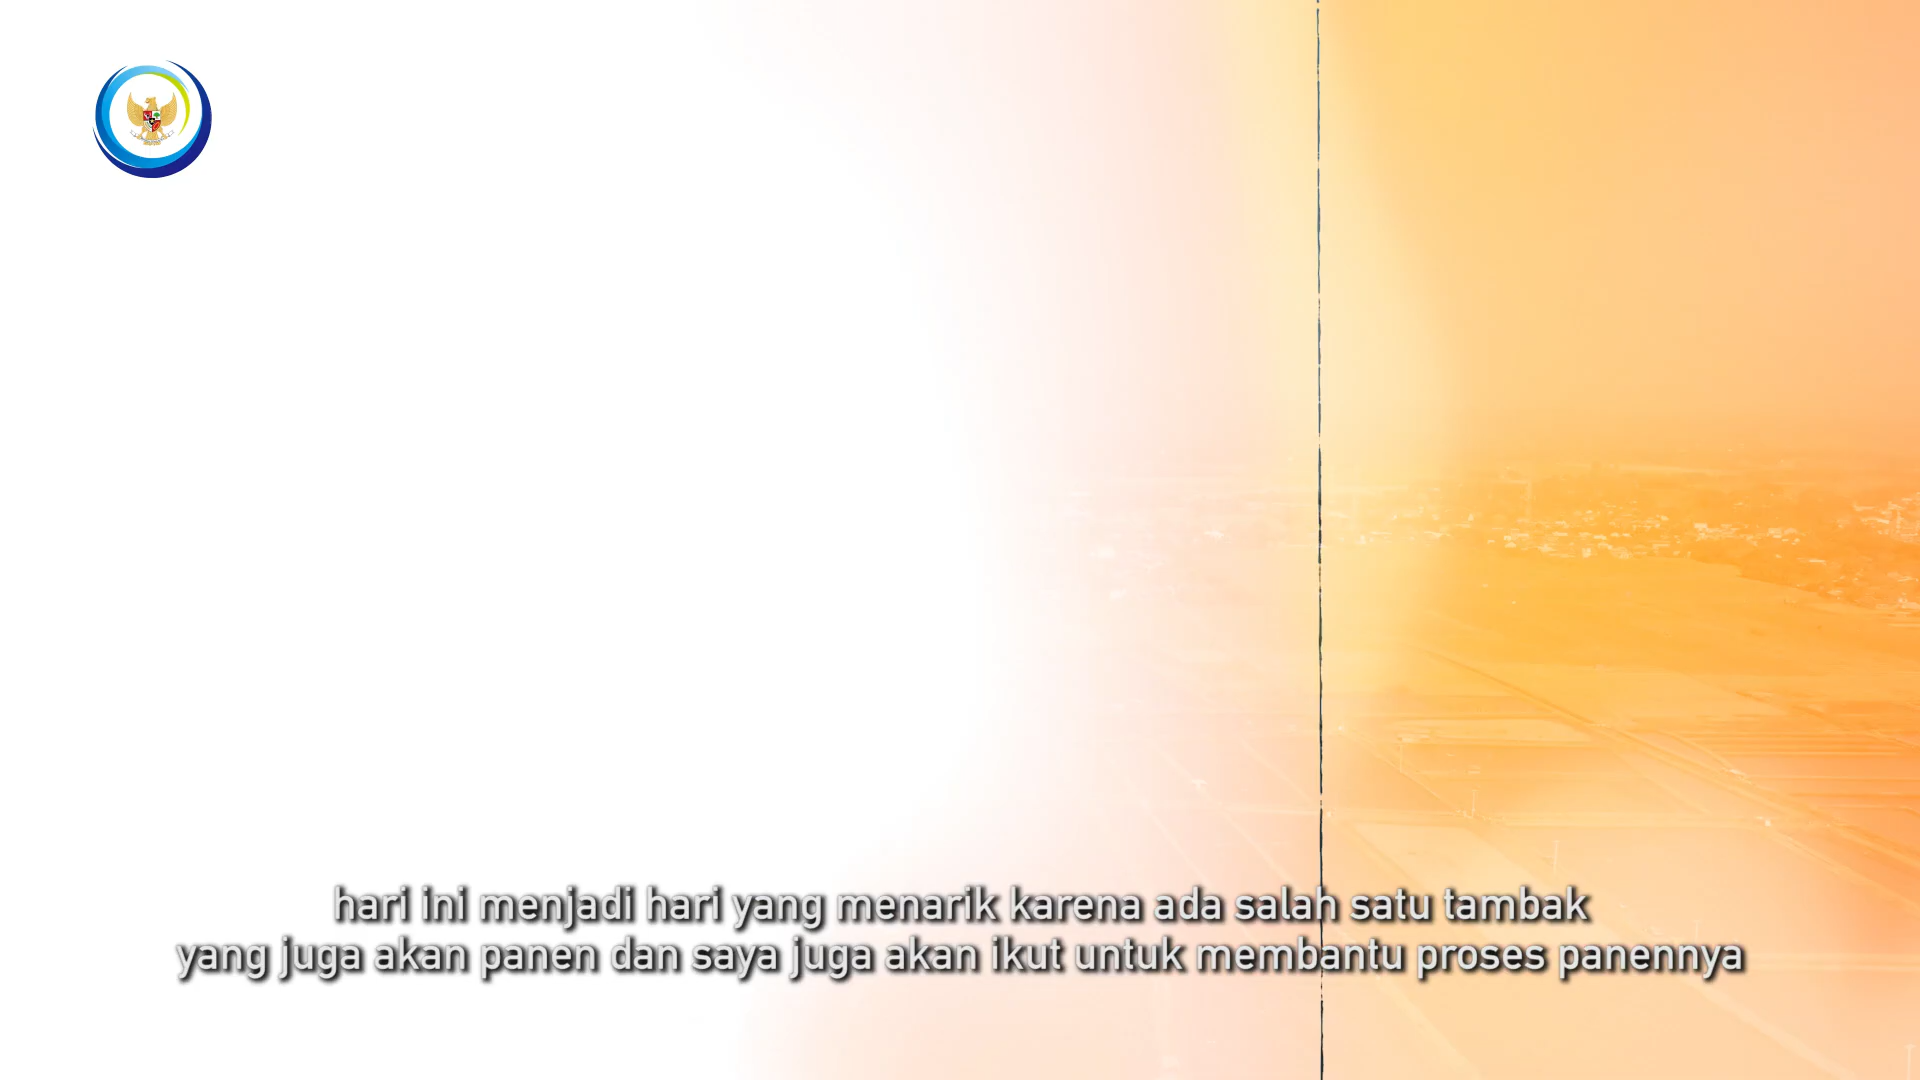 hari ini menjadi hari yang menarik karena ada salah satu tambak
yang juga akan panen dan saya juga akan ikut untuk membantu proses panennya